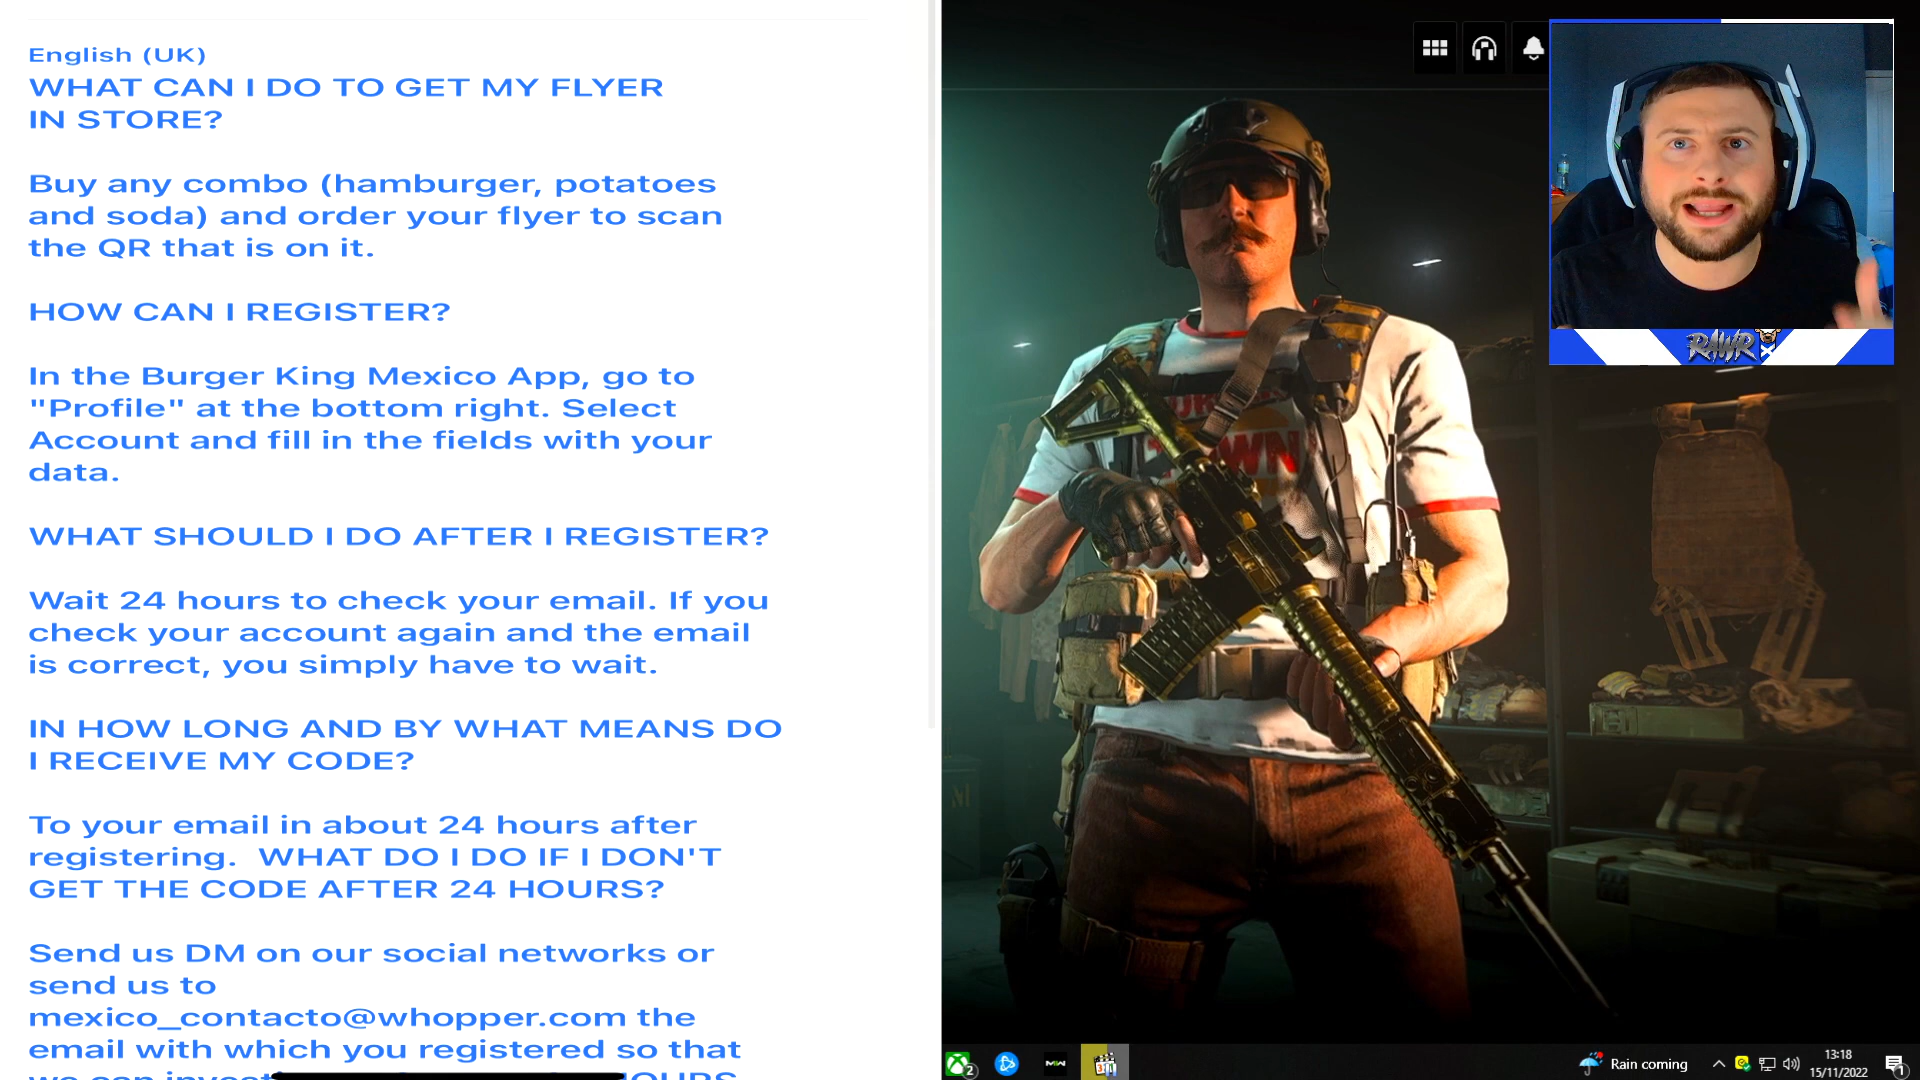 English (UK)
WHAT CAN I DO TO GET MY FLYER
IN STORE?
Buy any combo (hamburger, potatoes
and soda) and order your flyer to scan
the QR that is on it.
HOW CAN I REGISTER?
In the Burger King Mexico App, go to
"Profile" at the bottom right. Select
Account and fill in the fields with your
data.
WHAT SHOULD I DO AFTER I REGISTER?
Wait 24 hours to check your email. If you
check your account again and the email
is correct, you simply have to wait.
IN HOW LONG AND BY WHAT MEANS DO
I RECEIVE MY CODE?
To your email in about 24 hours after
registering. WHAT DO I DO IF I DON'T
GET THE CODE AFTER 24 HOURS?
Send us DM on our social networks or
send us to
mexico_contacto@whopper.com the
email with which you registered so that
we can
RAWR
2
MW
Rain coming
13:18
15/11/2022
1